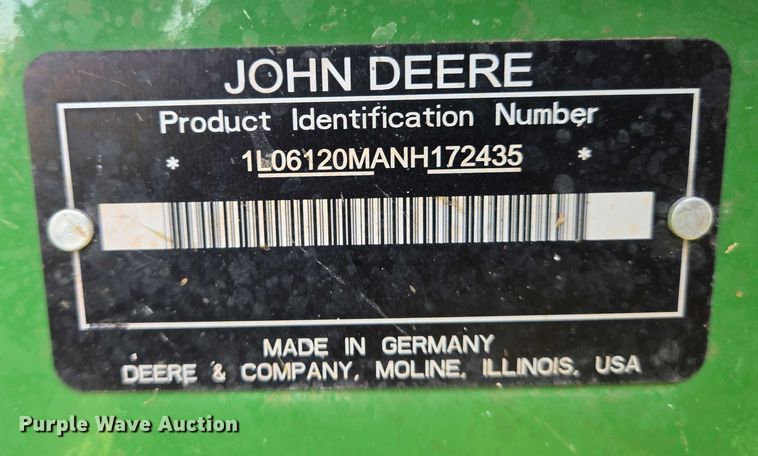 JOHN DEERE
Product Identification Number
* 1L06120MANH172435 *
MADE IN GERMANY
DEERE & COMPANY, MOLINE, ILLINOIS, USA
Purple Wave Auction